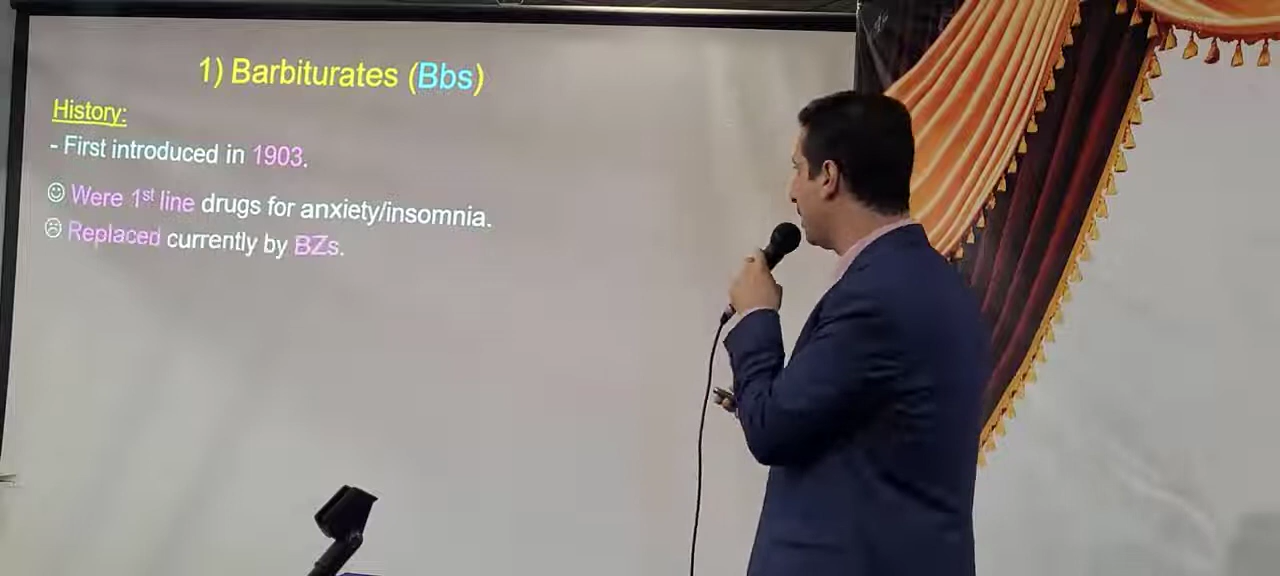 1) Barbiturates (Bbs)
History:
- First introduced in 1903.
☺ Were 1st line drugs for anxiety/insomnia.
☹ Replaced currently by BZs.